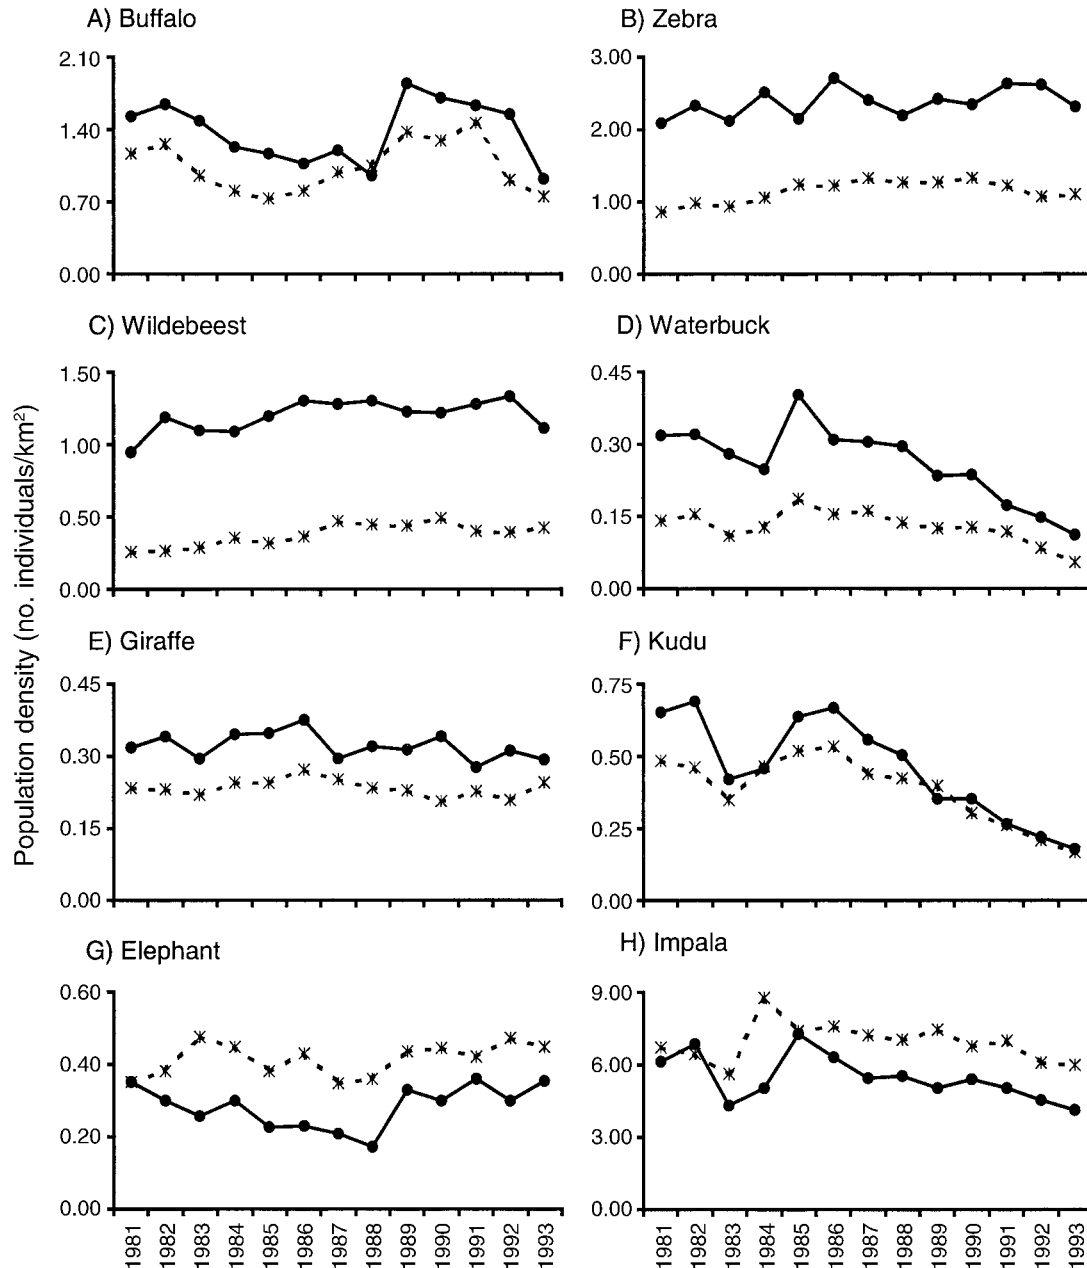 A) Buffalo
2.10
1.40
0.70
0.00
B) Zebra
3.00
2.00
1.00
0.00
C) Wildebeest
1.50
1.00
0.50
0.00
D) Waterbuck
0.45
0.30
0.15
0.00
Population density (no. individuals/km²)
E) Giraffe
0.45
0.30
0.15
0.00
F) Kudu
0.75
0.50
0.25
0.00
G) Elephant
0.60
0.40
0.20
0.00
1981 1982 1983 1984 1985 1986 1987 1988 1989 1990 1991 1992 1993
H) Impala
9.00
6.00
3.00
0.00
1981 1982 1983 1984 1985 1986 1987 1988 1989 1990 1991 1992 1993